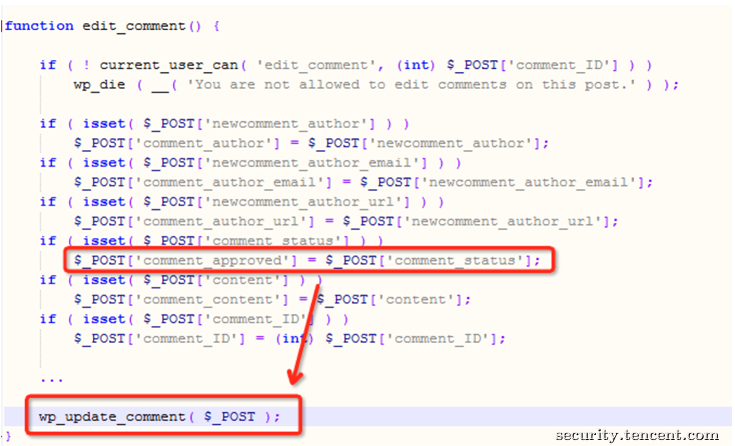 function edit_comment() {
if ( ! current_user_can( 'edit_comment', (int) $_POST['comment_ID'] ) )
wp_die ( __( 'You are not allowed to edit comments on this post.' ) );
if ( isset( $_POST['newcomment_author'] ) )
$_POST['comment_author'] = $_POST['newcomment_author'];
if ( isset( $_POST['newcomment_author_email'] ) )
$_POST['comment_author_email'] = $_POST['newcomment_author_email'];
if ( isset( $_POST['newcomment_author_url'] ) )
$_POST['comment_author_url'] = $_POST['newcomment_author_url'];
if ( isset( $_POST['comment_status'] ) )
$_POST['comment_approved'] = $_POST['comment_status'];
if ( isset( $_POST['content'] ) )
$_POST['comment_content'] = $_POST['content'];
if ( isset( $_POST['comment_ID'] ) )
$_POST['comment_ID'] = (int) $_POST['comment_ID'];
...
wp_update_comment( $_POST );
}
security.tencent.com